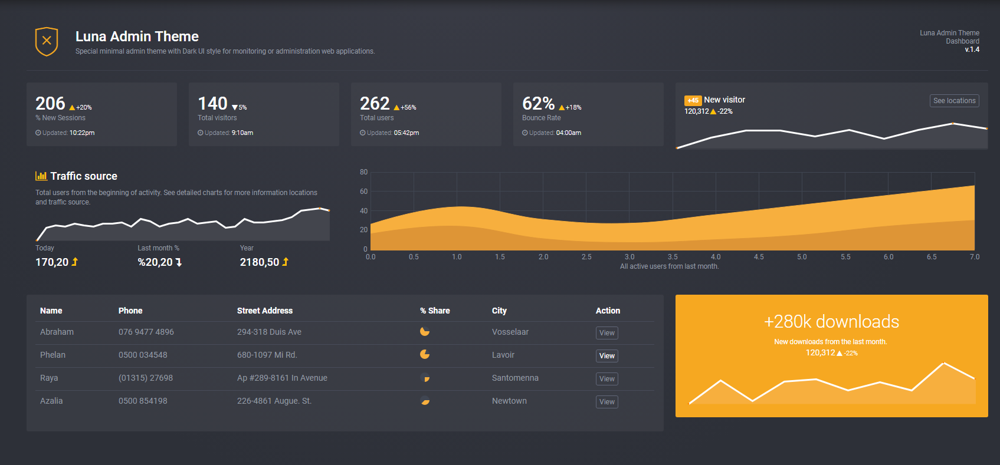 Luna Admin Theme
Special minimal admin theme with Dark UI style for monitoring or administration web applications.
Luna Admin Theme
Dashboard
v.1.4
206 +20%
% New Sessions
Updated: 10:22pm
140 5%
Total visitors
Updated: 9:10am
262 +56%
Total users
Updated: 05:42pm
62% +18%
Bounce Rate
Updated: 04:00am
+45 New visitor
120,312 -22%
See locations
Traffic source
Total users from the beginning of activity. See detailed charts for more information locations
and traffic source.
Today Last month % Year
170,20 %20,20 2180,50
80
60
40
20
0
0.0 0.5 1.0 1.5 2.0 2.5 3.0 3.5 4.0 4.5 5.0 5.5 6.0 6.5 7.0
All active users from last month.
Name Phone Street Address % Share City Action
Abraham 076 9477 4896 294-318 Duis Ave Vosselaar View
Phelan 0500 034548 680-1097 Mi Rd. Lavoir View
Raya (01315) 27698 Ap #289-8161 In Avenue Santomenna View
Azalia 0500 854198 226-4861 Augue. St. Newtown View
+280k downloads
New downloads from the last month.
120,312 -22%